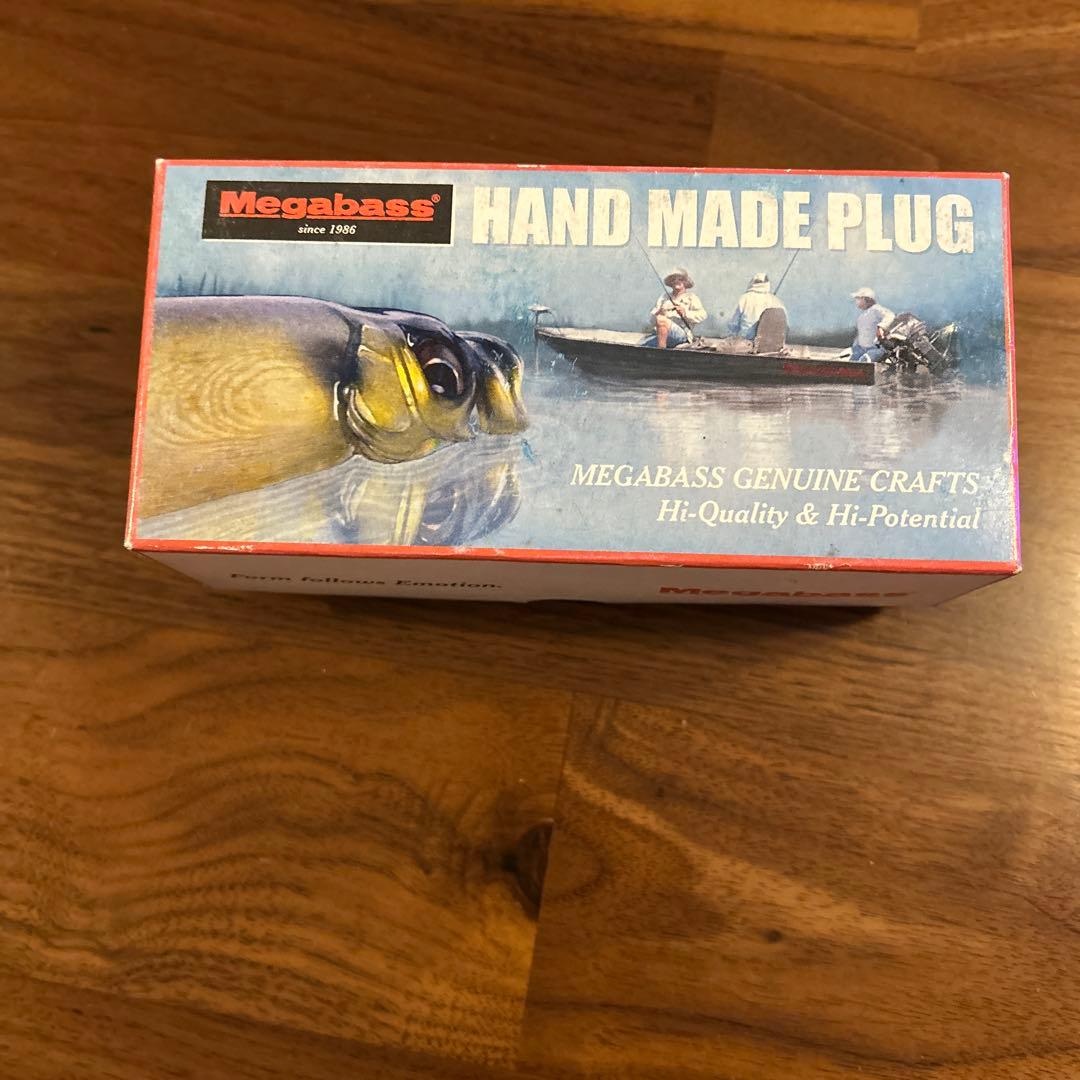 Megabass®
since 1986
HAND MADE PLUG
MEGABASS GENUINE CRAFTS
Hi-Quality & Hi-Potential
Form follows Emotion.
Megabass